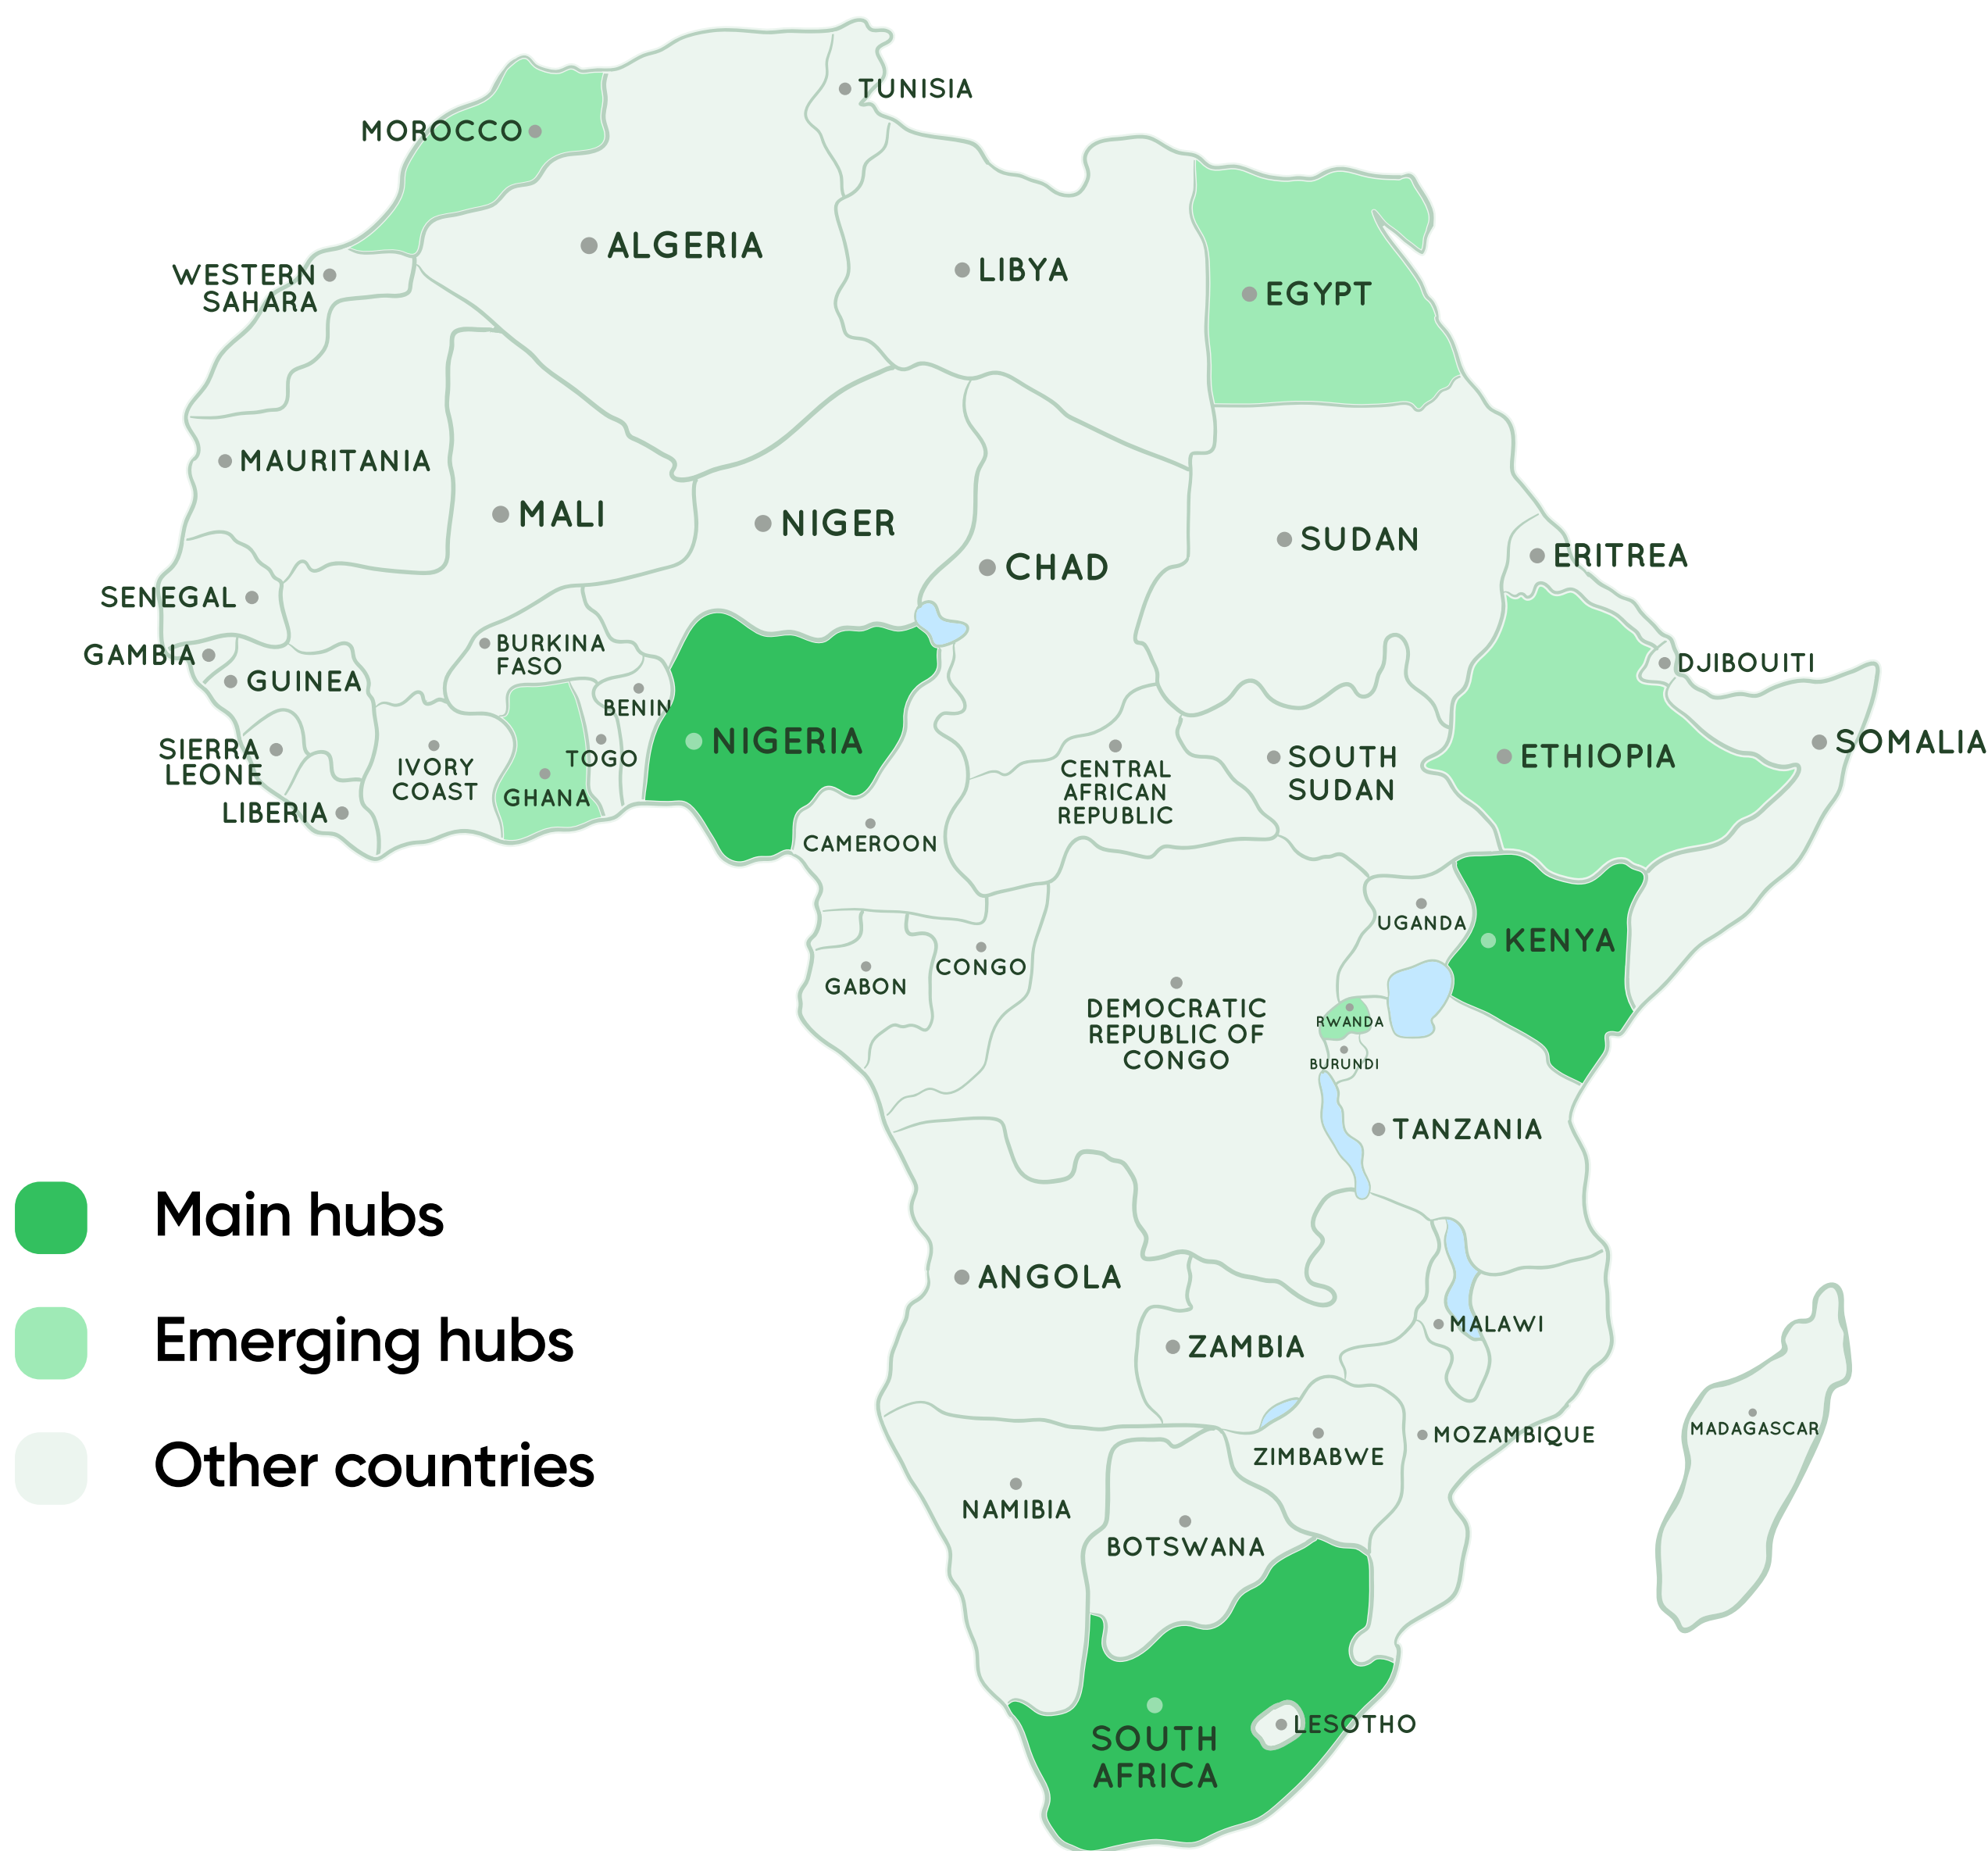 TUNISIA
MOROCCO
ALGERIA
LIBYA
WESTERN
SAHARA
EGYPT
MAURITANIA
MALI
NIGER
CHAD
SUDAN
ERITREA
SENEGAL
BURKINA
FASO
GAMBIA
GUINEA
DJIBOUITI
BENIN
NIGERIA
SIERRA
LEONE
IVORY
COAST
TOGO
GHANA
LIBERIA
CENTRAL
AFRICAN
REPUBLIC
SOUTH
SUDAN
ETHIOPIA
SOMALIA
CAMEROON
UGANDA
KENYA
GABON
CONGO
DEMOCRATIC
REPUBLIC OF
CONGO
RWANDA
BURUNDI
TANZANIA
Main hubs
Emerging hubs
Other countries
ANGOLA
ZAMBIA
MALAWI
MADAGASCAR
MOZAMBIQUE
ZIMBABWE
NAMIBIA
BOTSWANA
SOUTH
AFRICA
LESOTHO